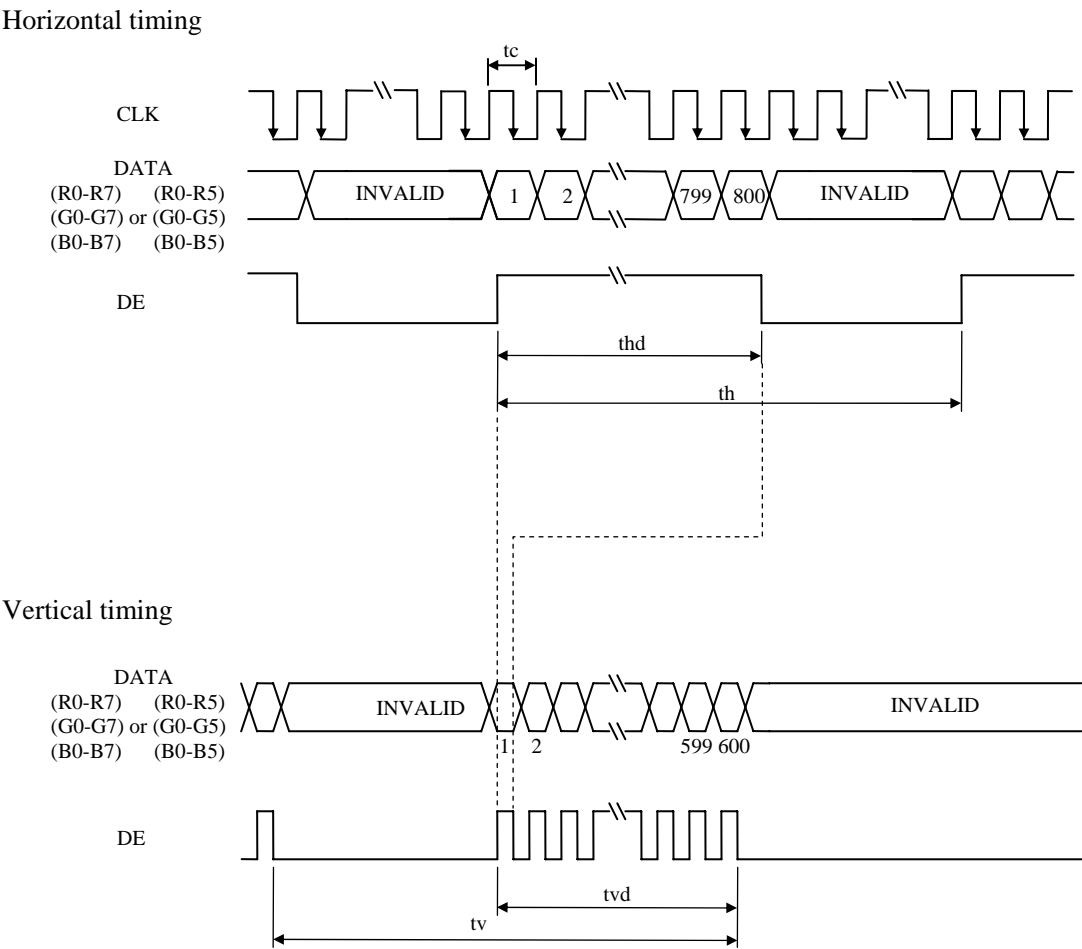 Horizontal timing
tc
CLK
DATA
(R0-R7) (R0-R5)
(G0-G7) or (G0-G5)
(B0-B7) (B0-B5)
INVALID 1 2 799 800 INVALID
DE
thd
th
Vertical timing
DATA
(R0-R7) (R0-R5)
(G0-G7) or (G0-G5)
(B0-B7) (B0-B5)
INVALID INVALID
1 2 599 600
DE
tvd
tv